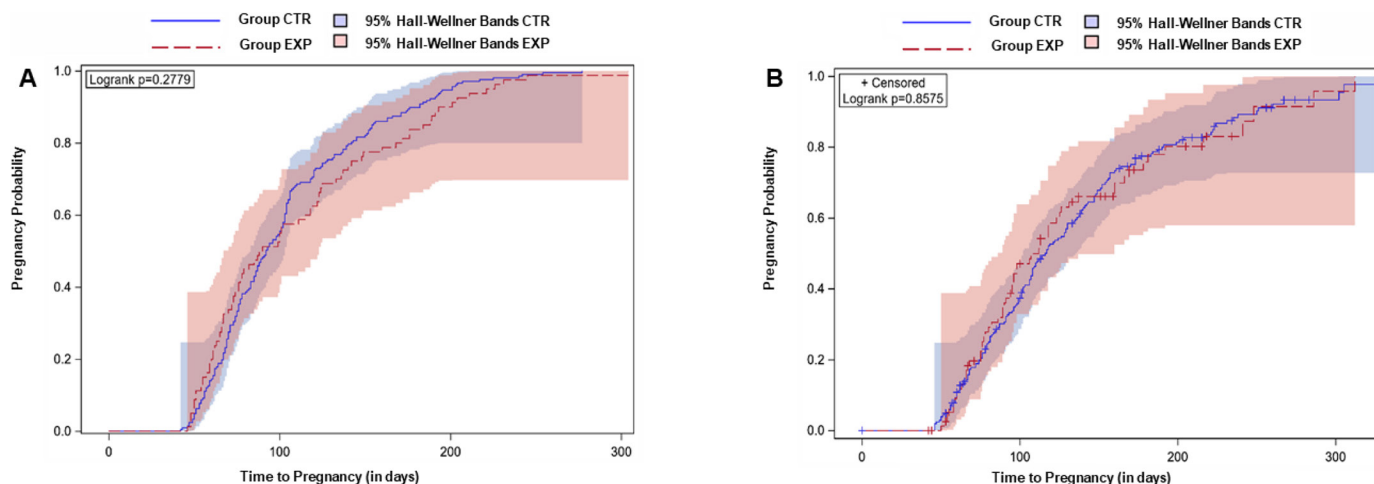 Group CTR 95% Hall-Wellner Bands CTR
Group EXP 95% Hall-Wellner Bands EXP
A
Logrank p=0.2779
1.0
0.8
0.6
0.4
0.2
0.0
Pregnancy Probability
0 100 200 300
Time to Pregnancy (in days)
Group CTR 95% Hall-Wellner Bands CTR
Group EXP 95% Hall-Wellner Bands EXP
B
+ Censored
Logrank p=0.8575
1.0
0.8
0.6
0.4
0.2
0.0
Pregnancy Probability
0 100 200 300
Time to Pregnancy (in days)